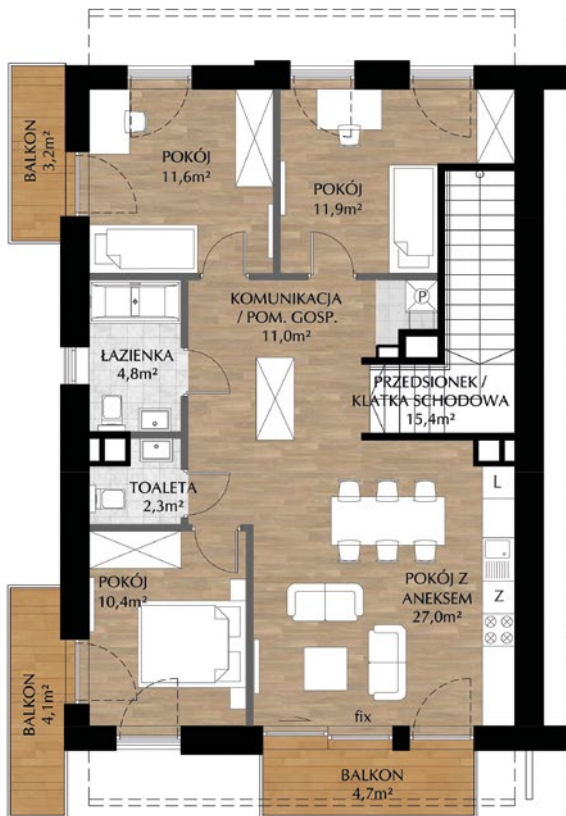 BALKON
3,2m²
POKÓJ
11,6m²
POKÓJ
11,9m²
KOMUNIKACJA
/ POM. GOSP.
11,0m²
P
ŁAZIENKA
4,8m²
PRZEDSIONEK /
KLATKA SCHODOWA
15,4m²
TOALETA
2,3m²
L
POKÓJ
10,4m²
POKÓJ Z
ANEKSEM
27,0m²
Z
BALKON
4,1m²
fix
BALKON
4,7m²